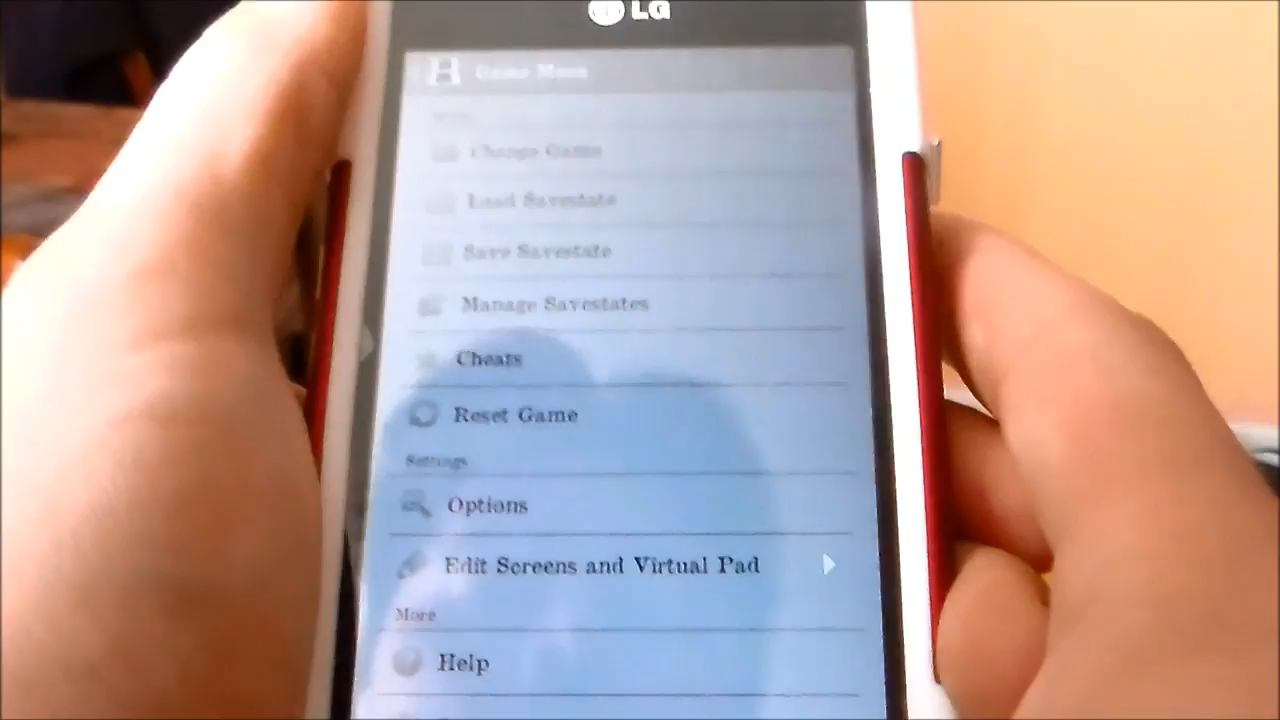 LG
Game Menu
Change Game
Load Savestate
Save Savestate
Manage Savestates
Cheats
Reset Game
Settings
Options
Edit Screens and Virtual Pad
More
Help